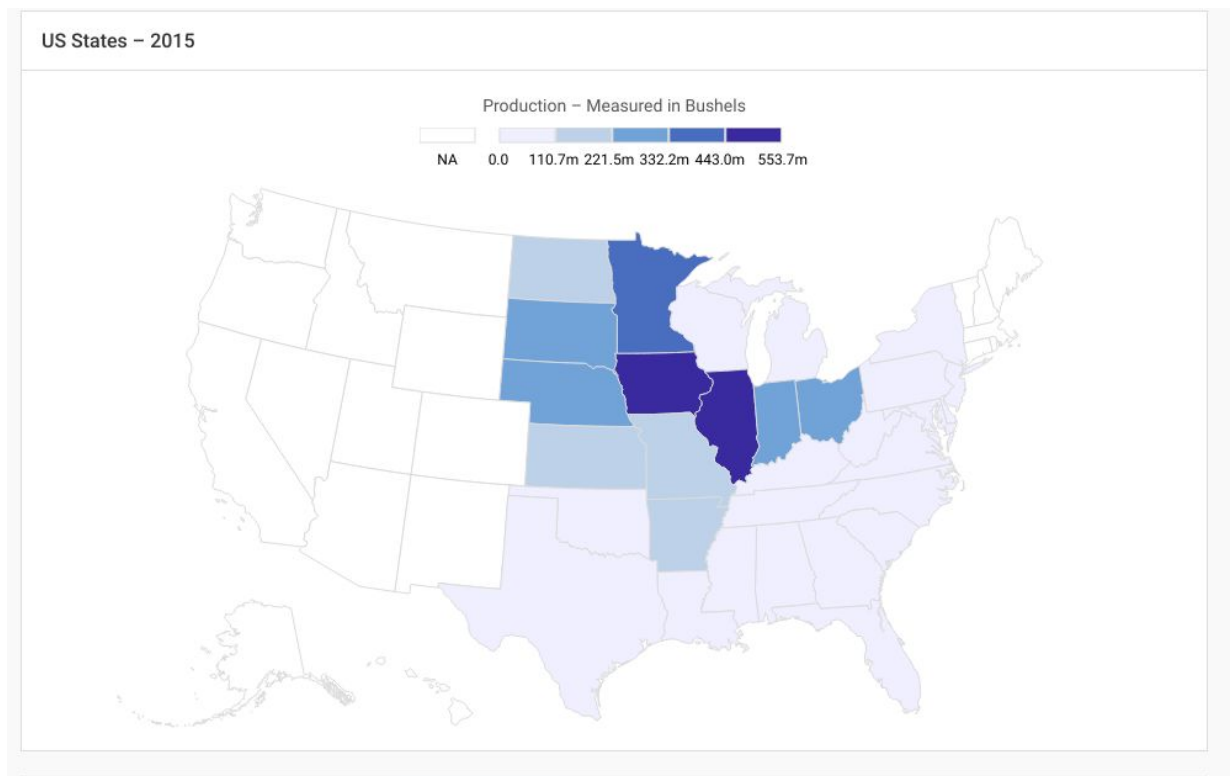 US States – 2015
Production – Measured in Bushels
NA 0.0 110.7m 221.5m 332.2m 443.0m 553.7m